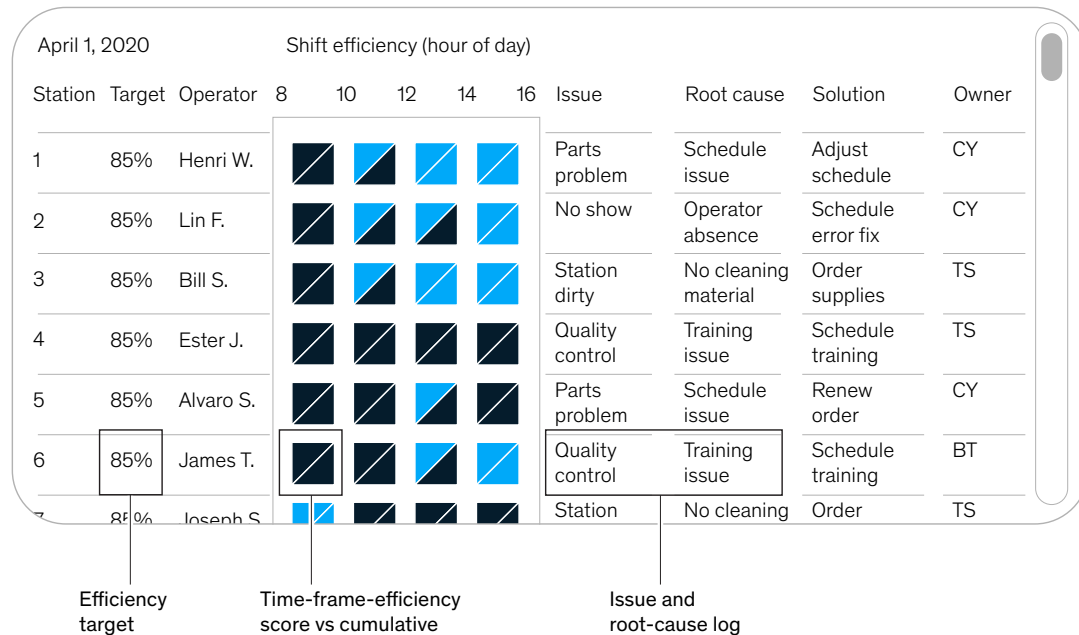 April 1, 2020 Shift efficiency (hour of day)
Station Target Operator 8 10 12 14 16 Issue Root cause Solution Owner
1 85% Henri W. Parts problem Schedule issue Adjust schedule CY
2 85% Lin F. No show Operator absence Schedule error fix CY
3 85% Bill S. Station dirty No cleaning material Order supplies TS
4 85% Ester J. Quality control Training issue Schedule training TS
5 85% Alvaro S. Parts problem Schedule issue Renew order CY
6 85% James T. Quality control Training issue Schedule training BT
7 85% Joseph S Station No cleaning Order TS
Efficiency target
Time-frame-efficiency score vs cumulative
Issue and root-cause log